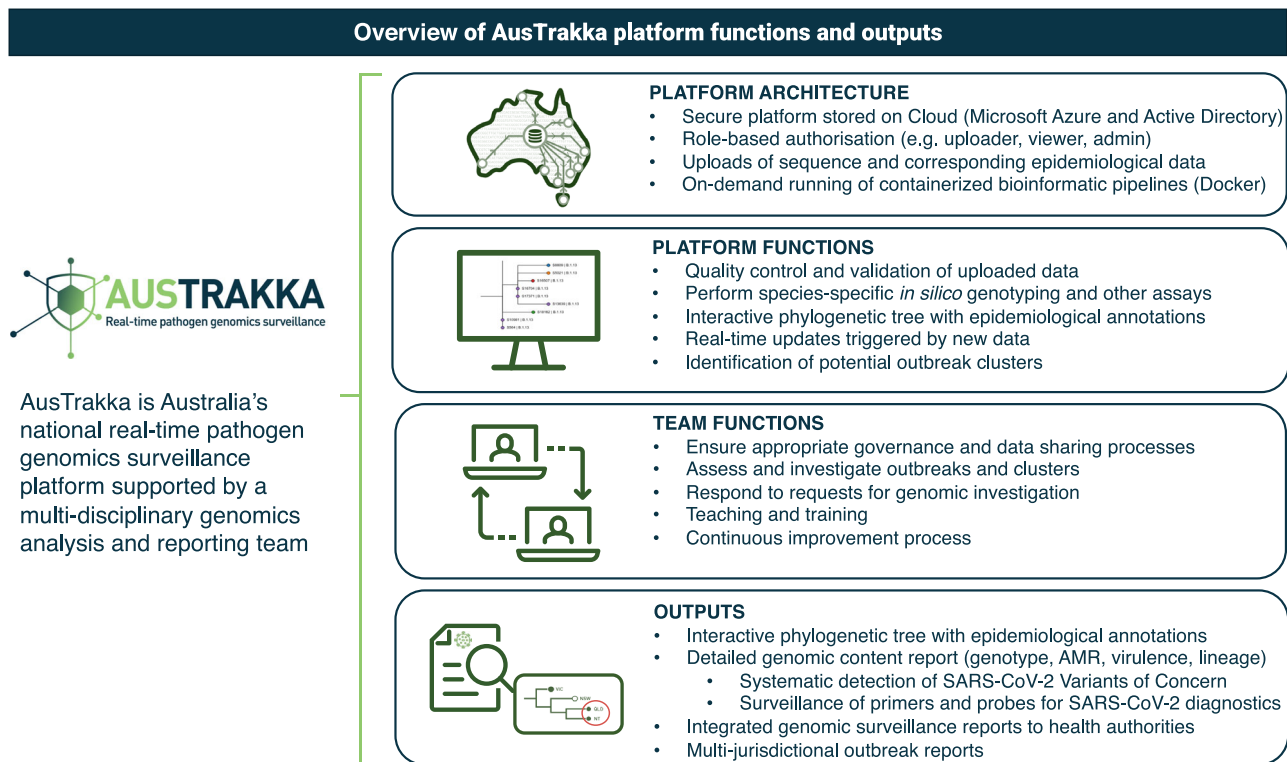 Overview of AusTrakka platform functions and outputs
AUSTRAKKA
Real-time pathogen genomics surveillance
AusTrakka is Australia's
national real-time pathogen
genomics surveillance
platform supported by a
multi-disciplinary genomics
analysis and reporting team
PLATFORM ARCHITECTURE
• Secure platform stored on Cloud (Microsoft Azure and Active Directory)
• Role-based authorisation (e.g. uploader, viewer, admin)
• Uploads of sequence and corresponding epidemiological data
• On-demand running of containerized bioinformatic pipelines (Docker)
PLATFORM FUNCTIONS
• Quality control and validation of uploaded data
• Perform species-specific in silico genotyping and other assays
• Interactive phylogenetic tree with epidemiological annotations
• Real-time updates triggered by new data
• Identification of potential outbreak clusters
TEAM FUNCTIONS
• Ensure appropriate governance and data sharing processes
• Assess and investigate outbreaks and clusters
• Respond to requests for genomic investigation
• Teaching and training
• Continuous improvement process
VIC
NSW
QLD
NT
OUTPUTS
• Interactive phylogenetic tree with epidemiological annotations
• Detailed genomic content report (genotype, AMR, virulence, lineage)
• Systematic detection of SARS-CoV-2 Variants of Concern
• Surveillance of primers and probes for SARS-CoV-2 diagnostics
• Integrated genomic surveillance reports to health authorities
• Multi-jurisdictional outbreak reports